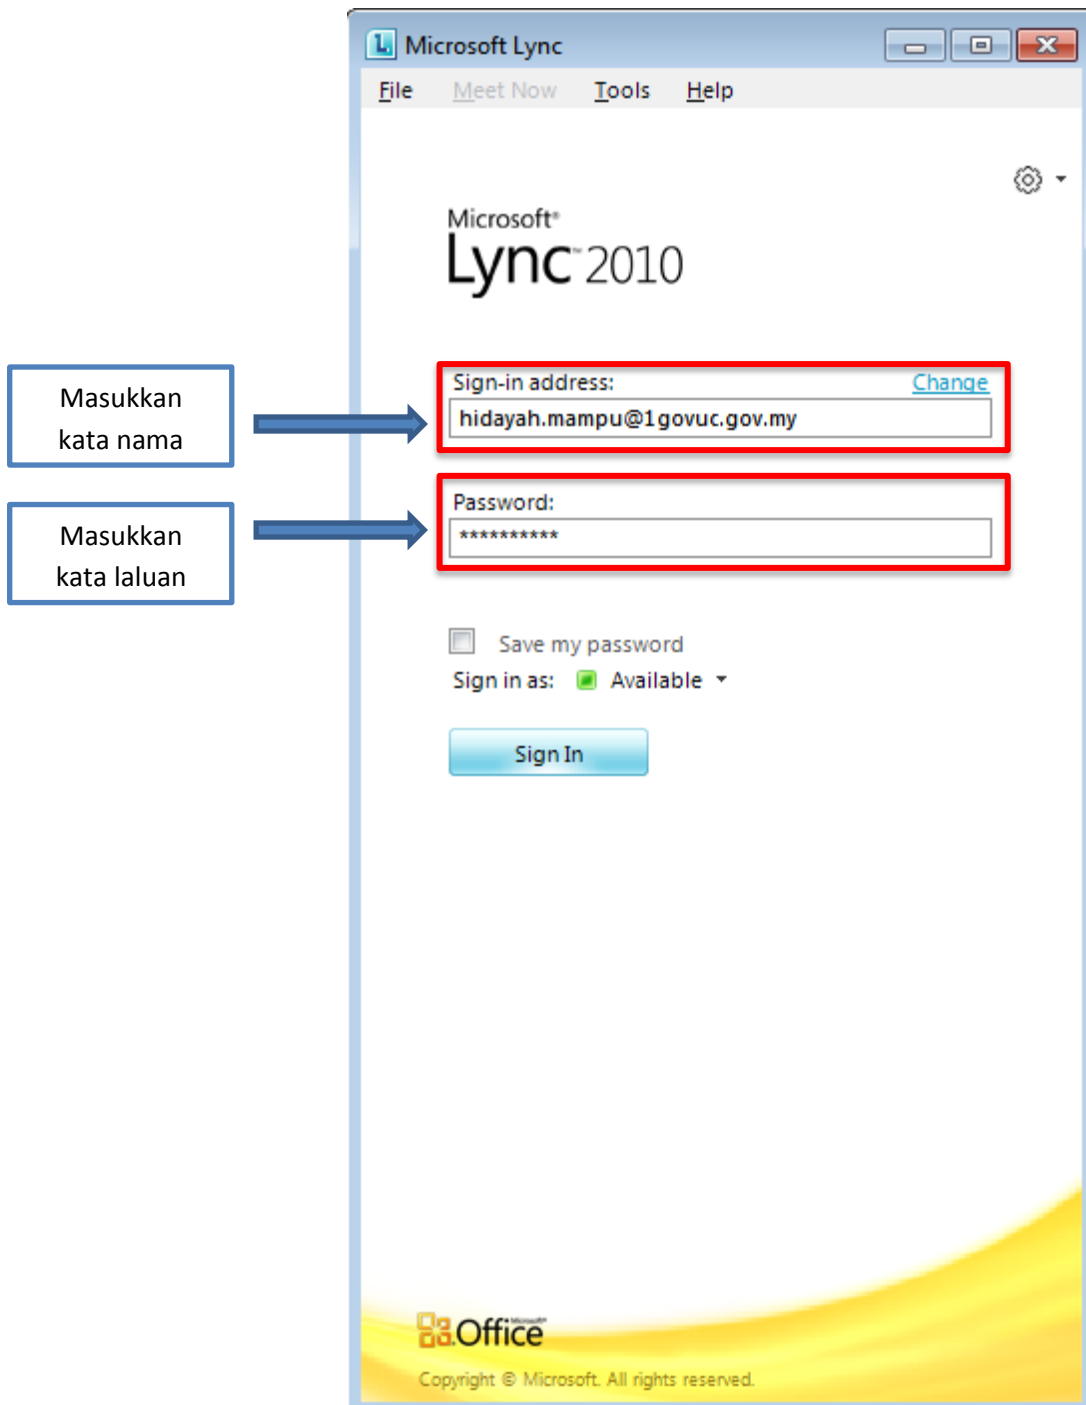 Microsoft Lync
File Meet Now Tools Help
Microsoft®
Lync™ 2010
Masukkan
kata nama
Sign-in address: Change
hidayah.mampu@1govuc.gov.my
Masukkan
kata laluan
Password:
**********
Save my password
Sign in as: Available
Sign In
Microsoft®
Office
Copyright © Microsoft. All rights reserved.